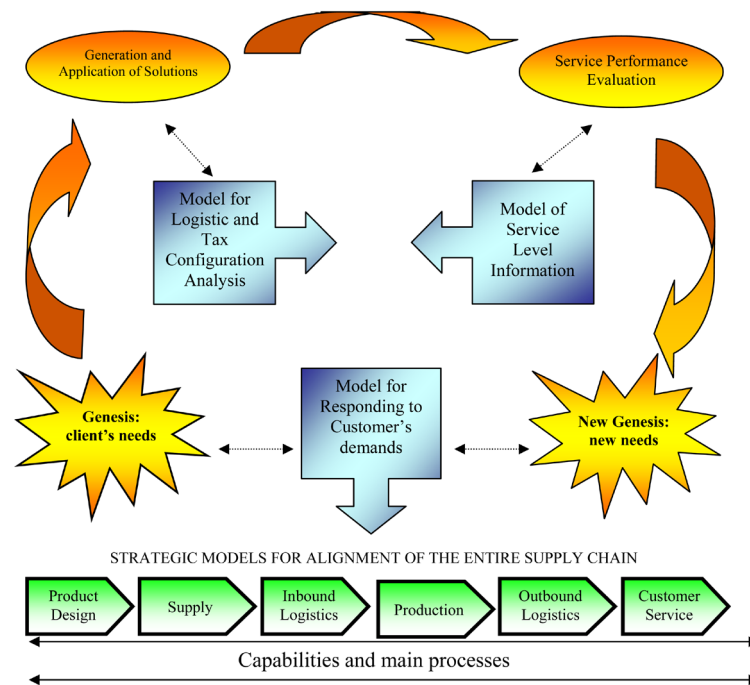 Generation and
Application of Solutions
Service Performance
Evaluation
Model for
Logistic and
Tax
Configuration
Analysis
Model of
Service
Level
Information
Genesis:
client's needs
Model for
Responding to
Customer's
demands
New Genesis:
new needs
STRATEGIC MODELS FOR ALIGNMENT OF THE ENTIRE SUPPLY CHAIN
Product
Design
Supply
Inbound
Logistics
Production
Outbound
Logistics
Customer
Service
Capabilities and main processes